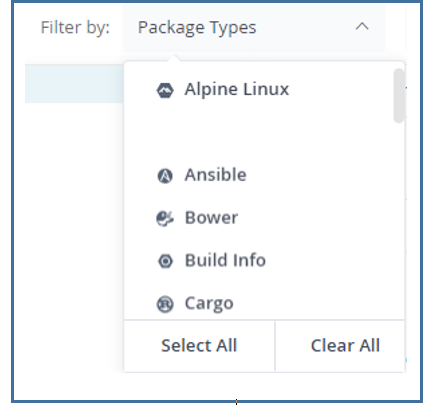 Filter by: Package Types
Alpine Linux
Ansible
Bower
Build Info
Cargo
Select All Clear All